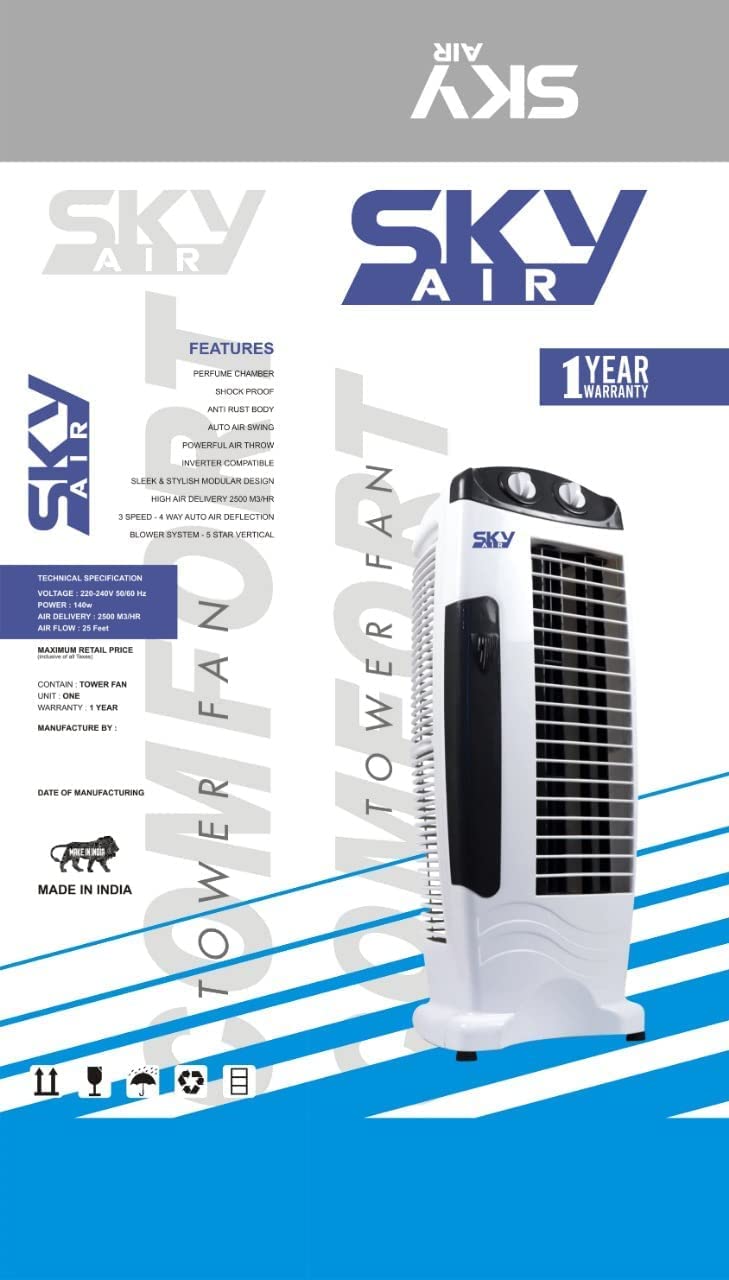 SKY
AIR
SKY
AIR
SKY
AIR
FEATURES
PERFUME CHAMBER
SHOCK PROOF
ANTI RUST BODY
AUTO AIR SWING
POWERFUL AIR THROW
INVERTER COMPATIBLE
SLEEK & STYLISH MODULAR DESIGN
HIGH AIR DELIVERY 2500 M3/HR
3 SPEED - 4 WAY AUTO AIR DEFLECTION
BLOWER SYSTEM - 5 STAR VERTICAL
SKY
AIR
TECHNICAL SPECIFICATION
VOLTAGE : 220-240V 50/60 Hz
POWER : 140w
AIR DELIVERY : 2500 M3/HR
AIR FLOW : 25 Feet
MAXIMUM RETAIL PRICE
(inclusive of all Taxes)
CONTAIN : TOWER FAN
UNIT : ONE
WARRANTY : 1 YEAR
MANUFACTURE BY :
DATE OF MANUFACTURING
MAKE IN INDIA
MADE IN INDIA
COMFORT
TOWER FAN
1 YEAR
WARRANTY
COMFORT
TOWER FAN
SKY
AIR